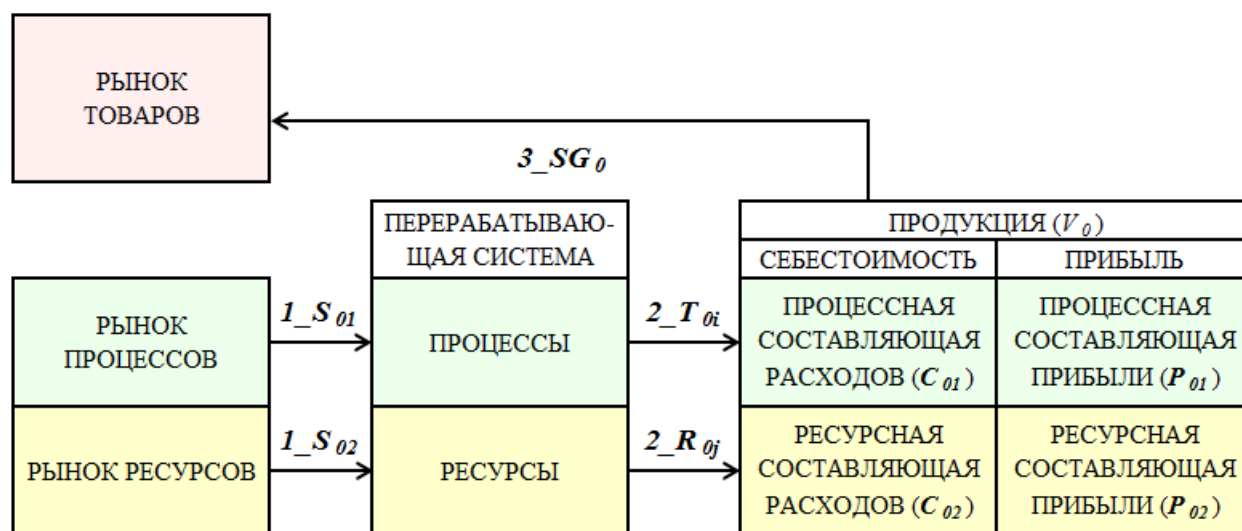 РЫНОК
ТОВАРОВ
3_SG 0
ПЕРЕРАБАТЫВАЮ-
ЩАЯ СИСТЕМА
ПРОДУКЦИЯ (V 0)
СЕБЕСТОИМОСТЬ
ПРИБЫЛЬ
РЫНОК
ПРОЦЕССОВ
1_S 01
ПРОЦЕССЫ
2_T 0i
ПРОЦЕССНАЯ
СОСТАВЛЯЮЩАЯ
РАСХОДОВ (C 01)
ПРОЦЕССНАЯ
СОСТАВЛЯЮЩАЯ
ПРИБЫЛИ (P 01)
РЫНОК РЕСУРСОВ
1_S 02
РЕСУРСЫ
2_R 0j
РЕСУРСНАЯ
СОСТАВЛЯЮЩАЯ
РАСХОДОВ (C 02)
РЕСУРСНАЯ
СОСТАВЛЯЮЩАЯ
ПРИБЫЛИ (P 02)